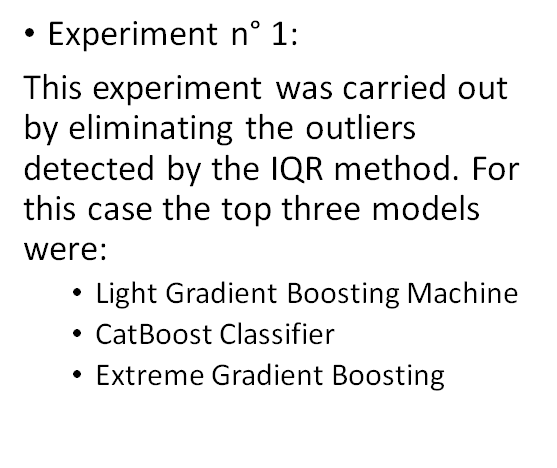 • Experiment n° 1:
This experiment was carried out
by eliminating the outliers
detected by the IQR method. For
this case the top three models
were:
• Light Gradient Boosting Machine
• CatBoost Classifier
• Extreme Gradient Boosting